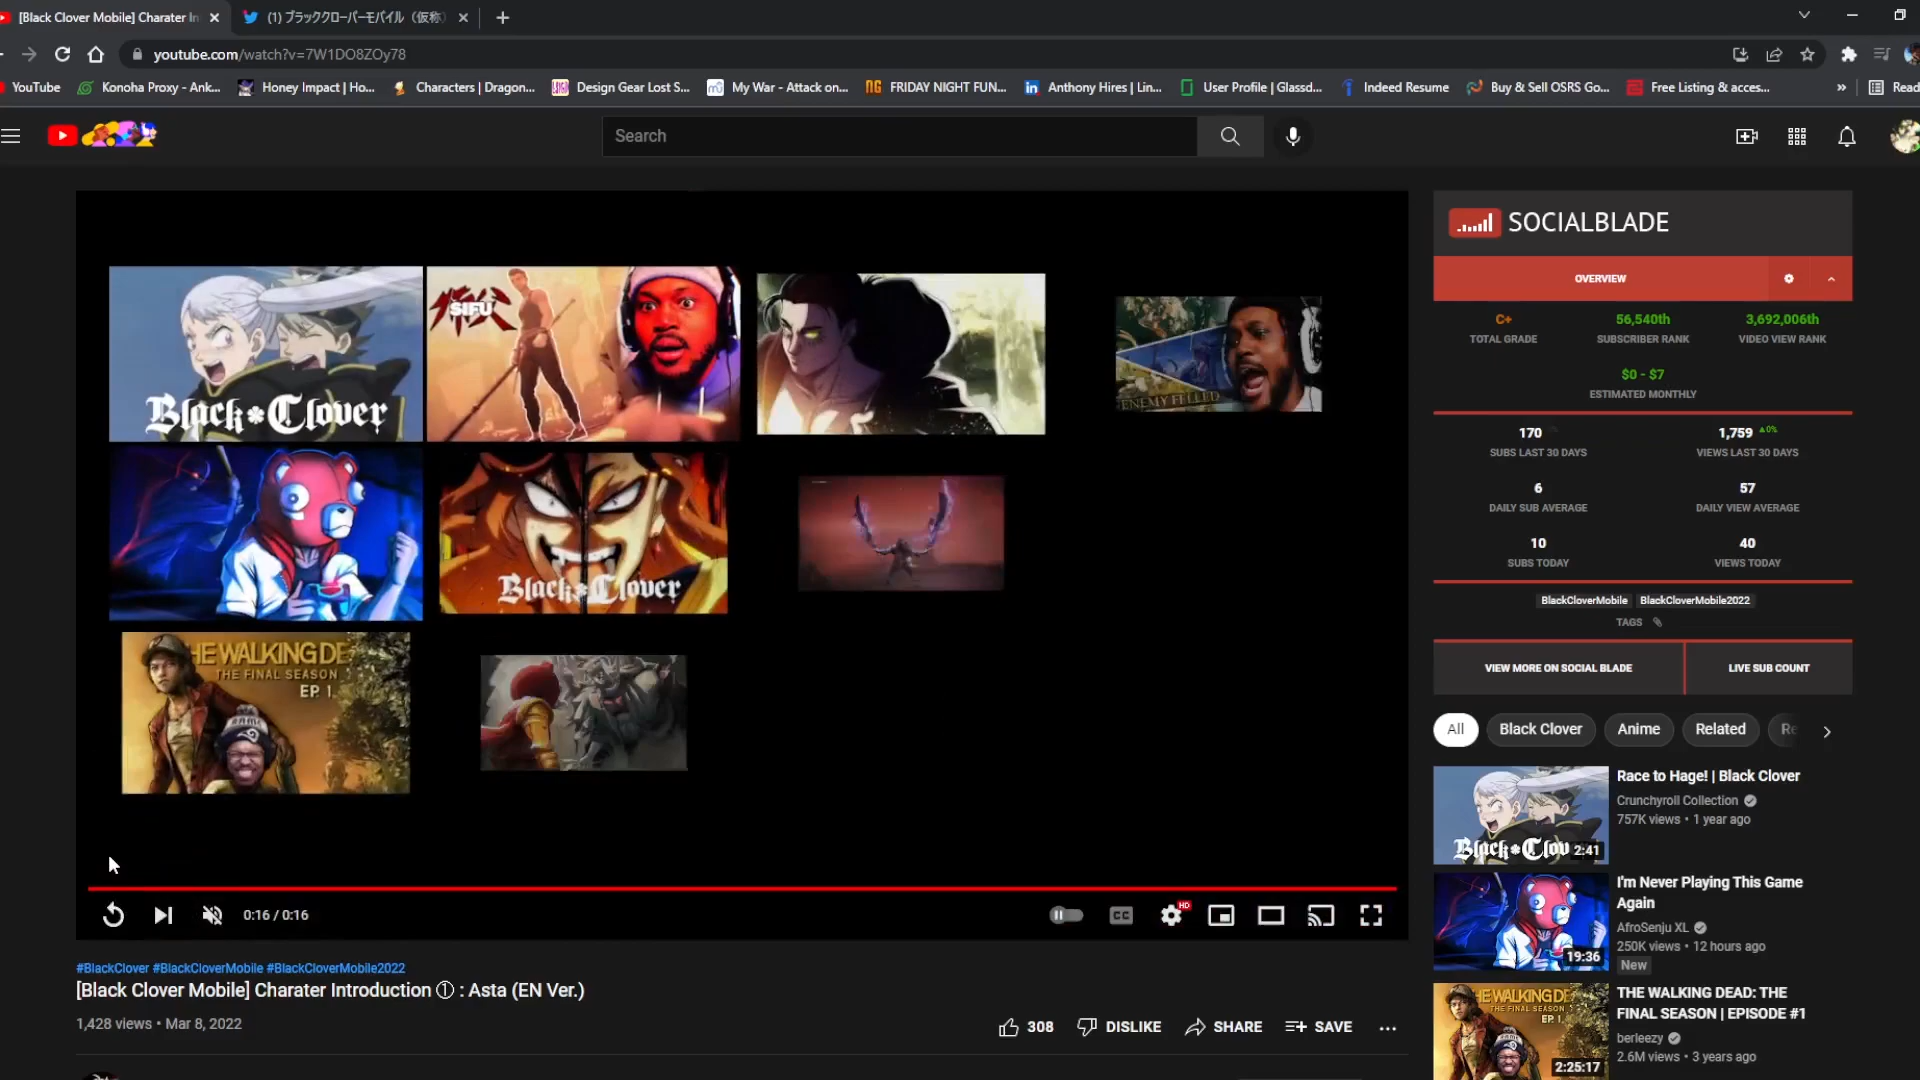 [Black Clover Mobile] Charater In
(1) ブラッククローバーモバイル（仮称
youtube.com/watch?v=7W1DO8ZOy78
YouTube
Konoha Proxy - Ank...
Honey Impact | Ho...
Characters | Dragon...
Design Gear Lost S...
My War - Attack on...
FRIDAY NIGHT FUN...
Anthony Hires | Lin...
User Profile | Glassd...
Indeed Resume
Buy & Sell OSRS Go...
Free Listing & acces...
»
Read
Search
SIFU
Black Clover
ENEMY FELLED
Black Clover
THE WALKING DE
THE FINAL SEASON
EP. 1
0:16 / 0:16
CC
HD
#BlackClover #BlackCloverMobile #BlackCloverMobile2022
[Black Clover Mobile] Charater Introduction ① : Asta (EN Ver.)
1,428 views • Mar 8, 2022
308
DISLIKE
SHARE
SAVE
SOCIALBLADE
OVERVIEW
C+
56,540th
3,692,006th
TOTAL GRADE
SUBSCRIBER RANK
VIDEO VIEW RANK
$0 - $7
ESTIMATED MONTHLY
170
1,759 ▲0%
SUBS LAST 30 DAYS
VIEWS LAST 30 DAYS
6
57
DAILY SUB AVERAGE
DAILY VIEW AVERAGE
10
40
SUBS TODAY
VIEWS TODAY
BlackCloverMobile
BlackCloverMobile2022
TAGS
VIEW MORE ON SOCIAL BLADE
LIVE SUB COUNT
All
Black Clover
Anime
Related
Re
Race to Hage! | Black Clover
Crunchyroll Collection
757K views • 1 year ago
Black Clov
2:41
I'm Never Playing This Game
Again
AfroSenju XL
250K views • 12 hours ago
New
19:36
THE WALKING DEAD: THE
FINAL SEASON | EPISODE #1
berleezy
2.6M views • 3 years ago
HE WALKING DE
THE FINAL SEASON
EP. 1
2:25:17